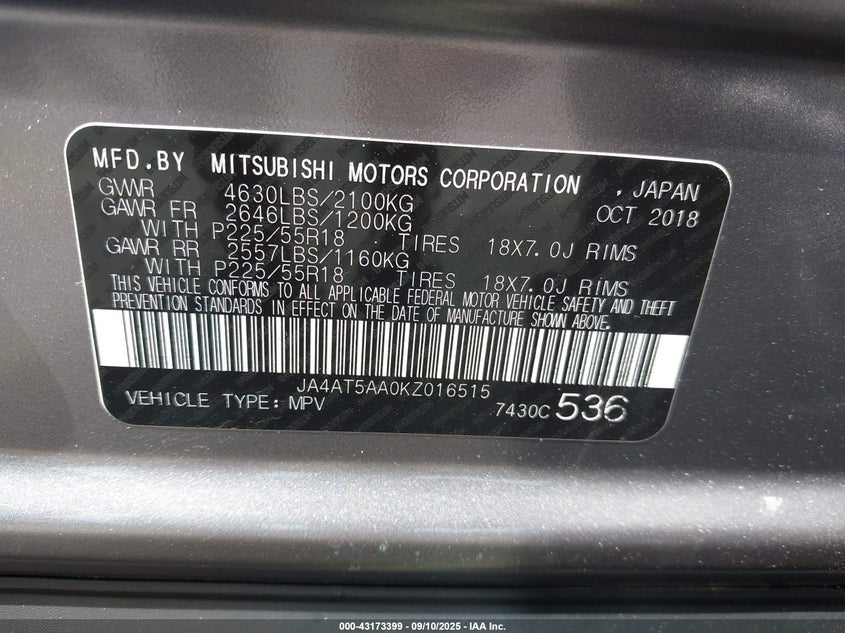 MFD.BY MITSUBISHI MOTORS CORPORATION , JAPAN
GVWR 4630LBS/2100KG OCT 2018
GAWR FR 2646LBS/1200KG
WITH P225/55R18 TIRES 18X7.0J RIMS
GAWR RR 2557LBS/1160KG
WITH P225/55R18 TIRES 18X7.0J RIMS
THIS VEHICLE CONFORMS TO ALL APPLICABLE FEDERAL MOTOR VEHICLE SAFETY AND THEFT
PREVENTION STANDARDS IN EFFECT ON THE DATE OF MANUFACTURE SHOWN ABOVE.
JA4AT5AA0KZ016515
VEHICLE TYPE: MPV 7430C 536
000-43173399 - 09/10/2025 - IAA Inc.